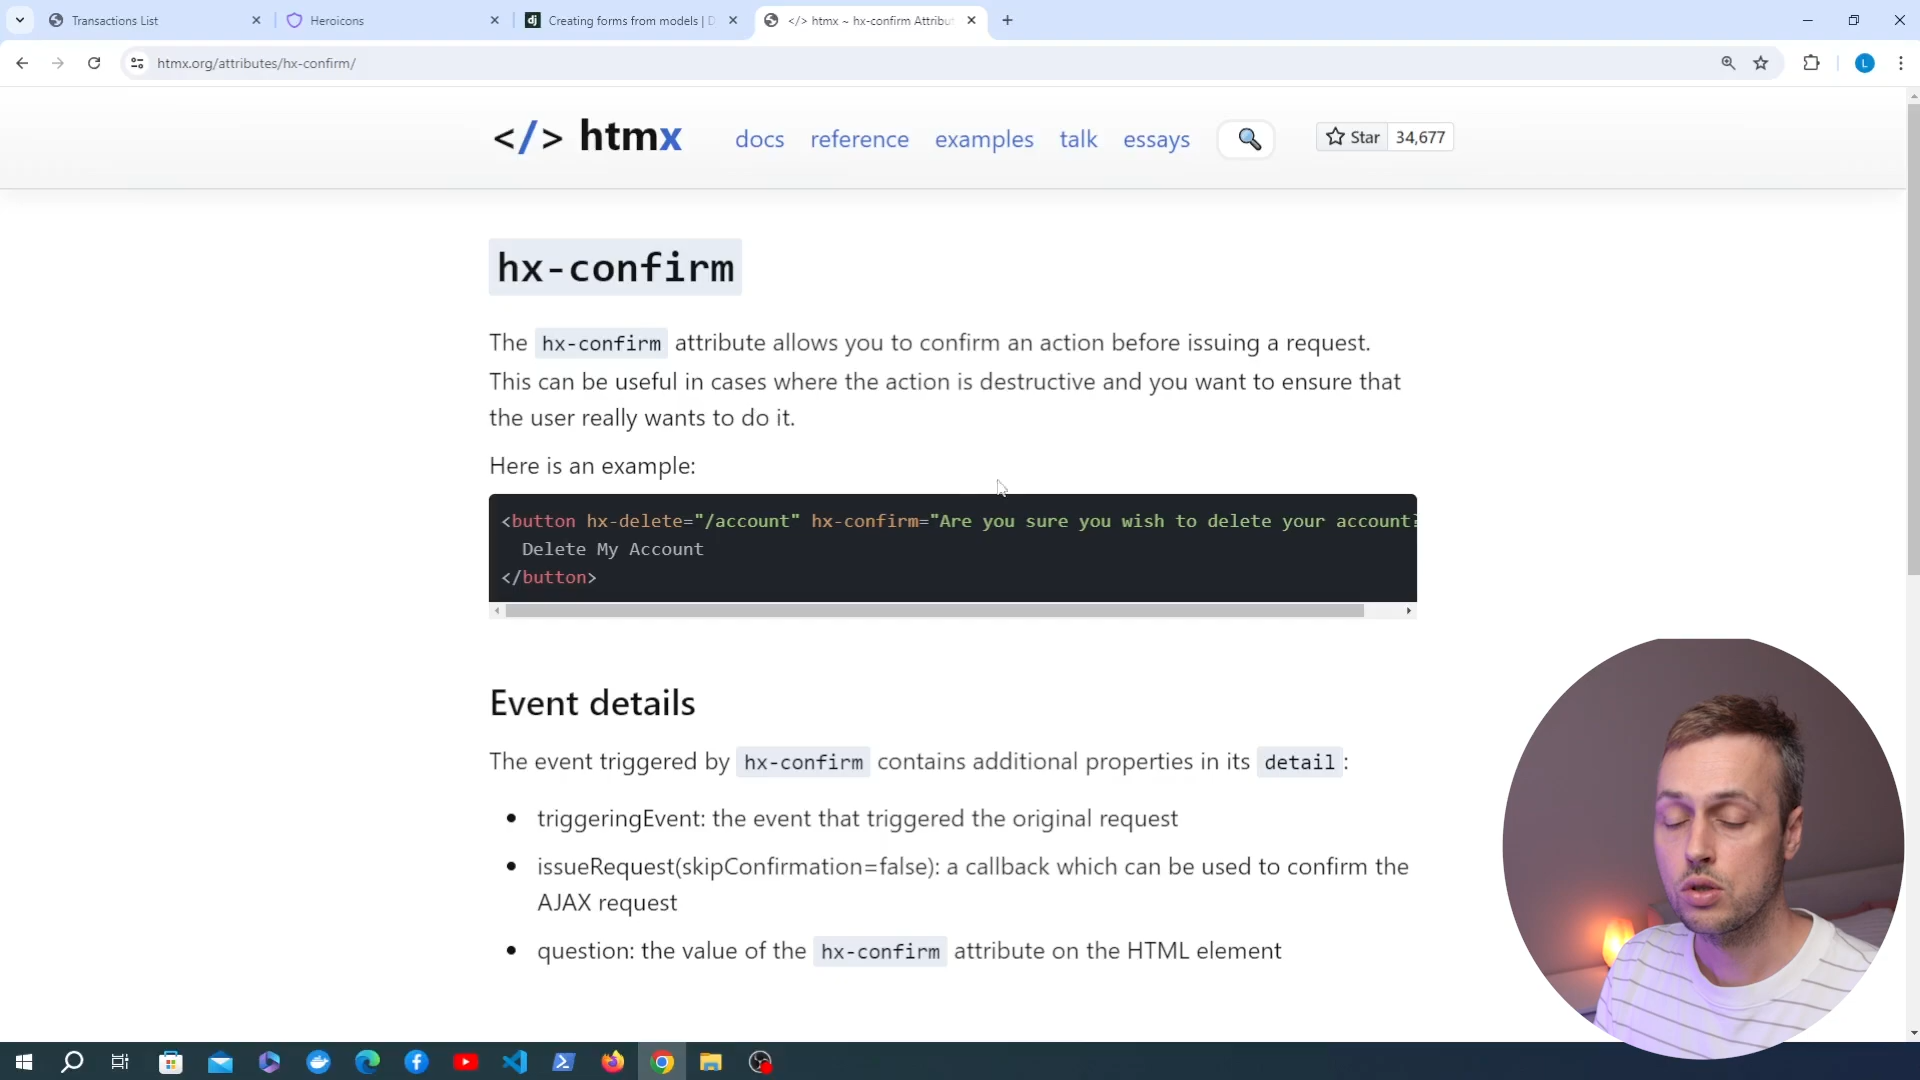 Transactions List
Heroicons
dj Creating forms from models | D
</> htmx ~ hx-confirm Attribut
htmx.org/attributes/hx-confirm/
L
</> htmx
docs reference examples talk essays
Star 34,677
hx-confirm
The hx-confirm attribute allows you to confirm an action before issuing a request.
This can be useful in cases where the action is destructive and you want to ensure that
the user really wants to do it.
Here is an example:
<button hx-delete="/account" hx-confirm="Are you sure you wish to delete your account?
Delete My Account
</button>
Event details
The event triggered by hx-confirm contains additional properties in its detail:
• triggeringEvent: the event that triggered the original request
• issueRequest(skipConfirmation=false): a callback which can be used to confirm the
AJAX request
• question: the value of the hx-confirm attribute on the HTML element